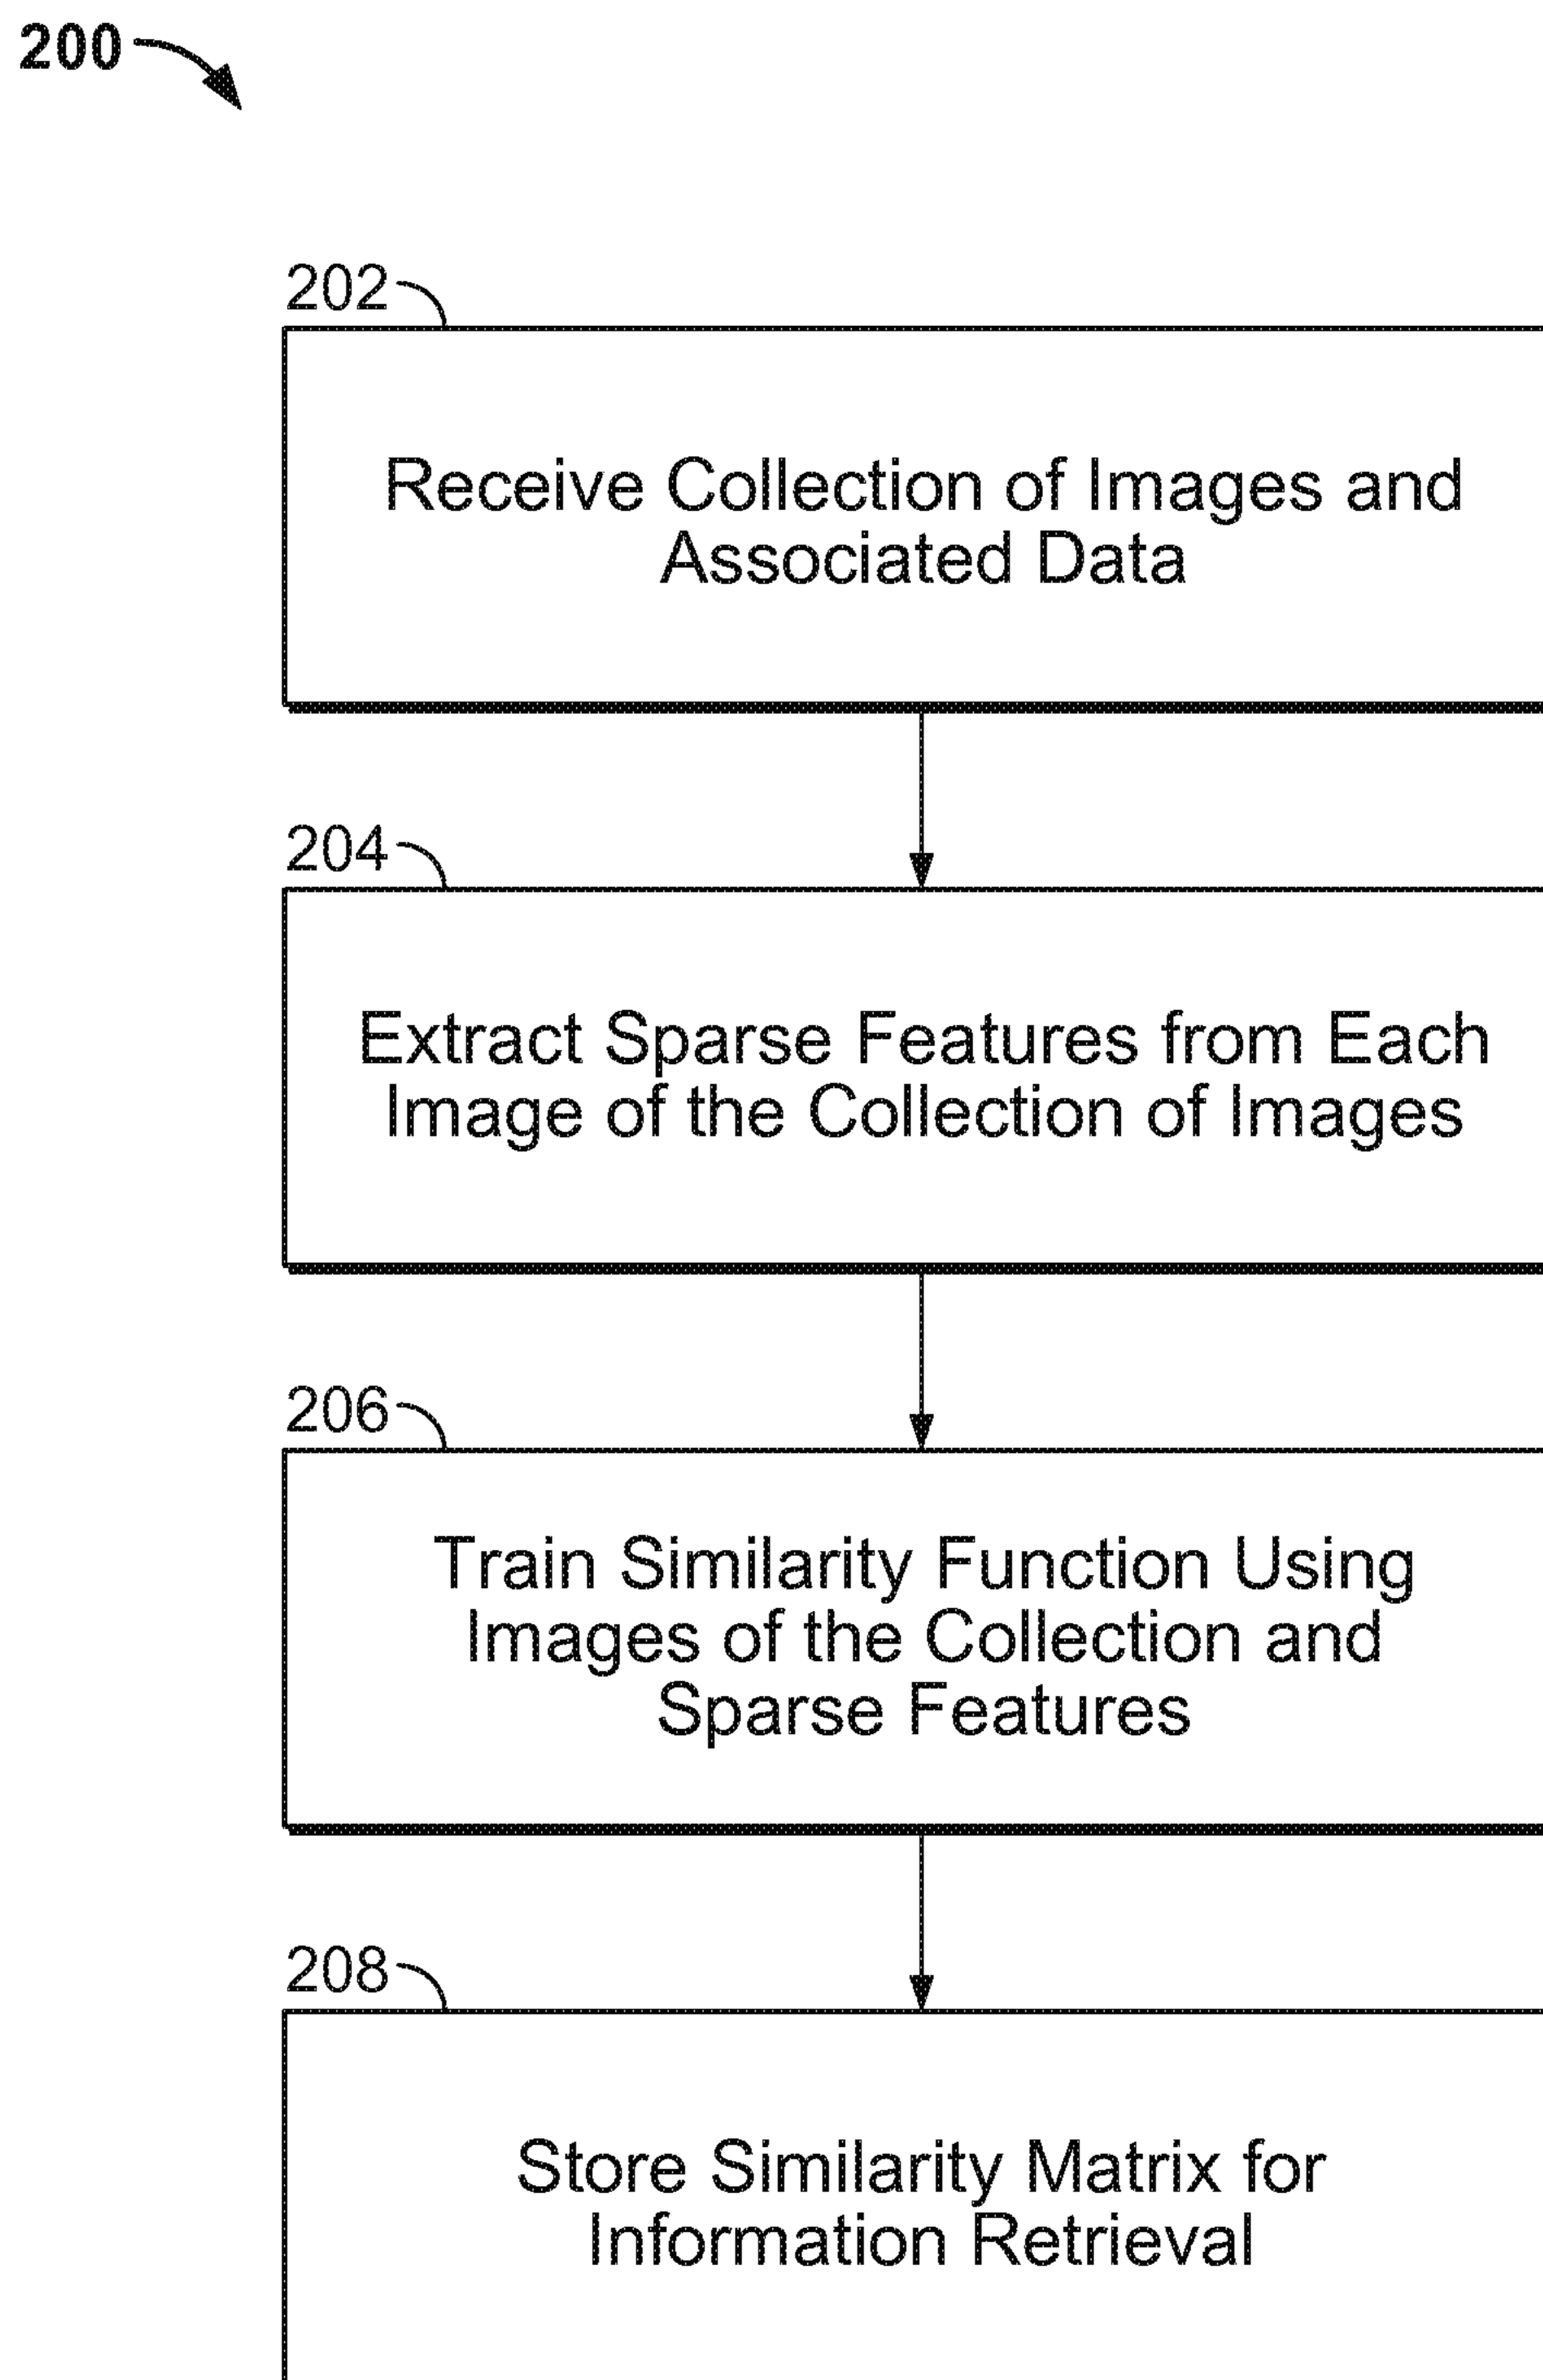 200
202
Receive Collection of Images and
Associated Data
204
Extract Sparse Features from Each
Image of the Collection of Images
206
Train Similarity Function Using
Images of the Collection and
Sparse Features
208
Store Similarity Matrix for
Information Retrieval